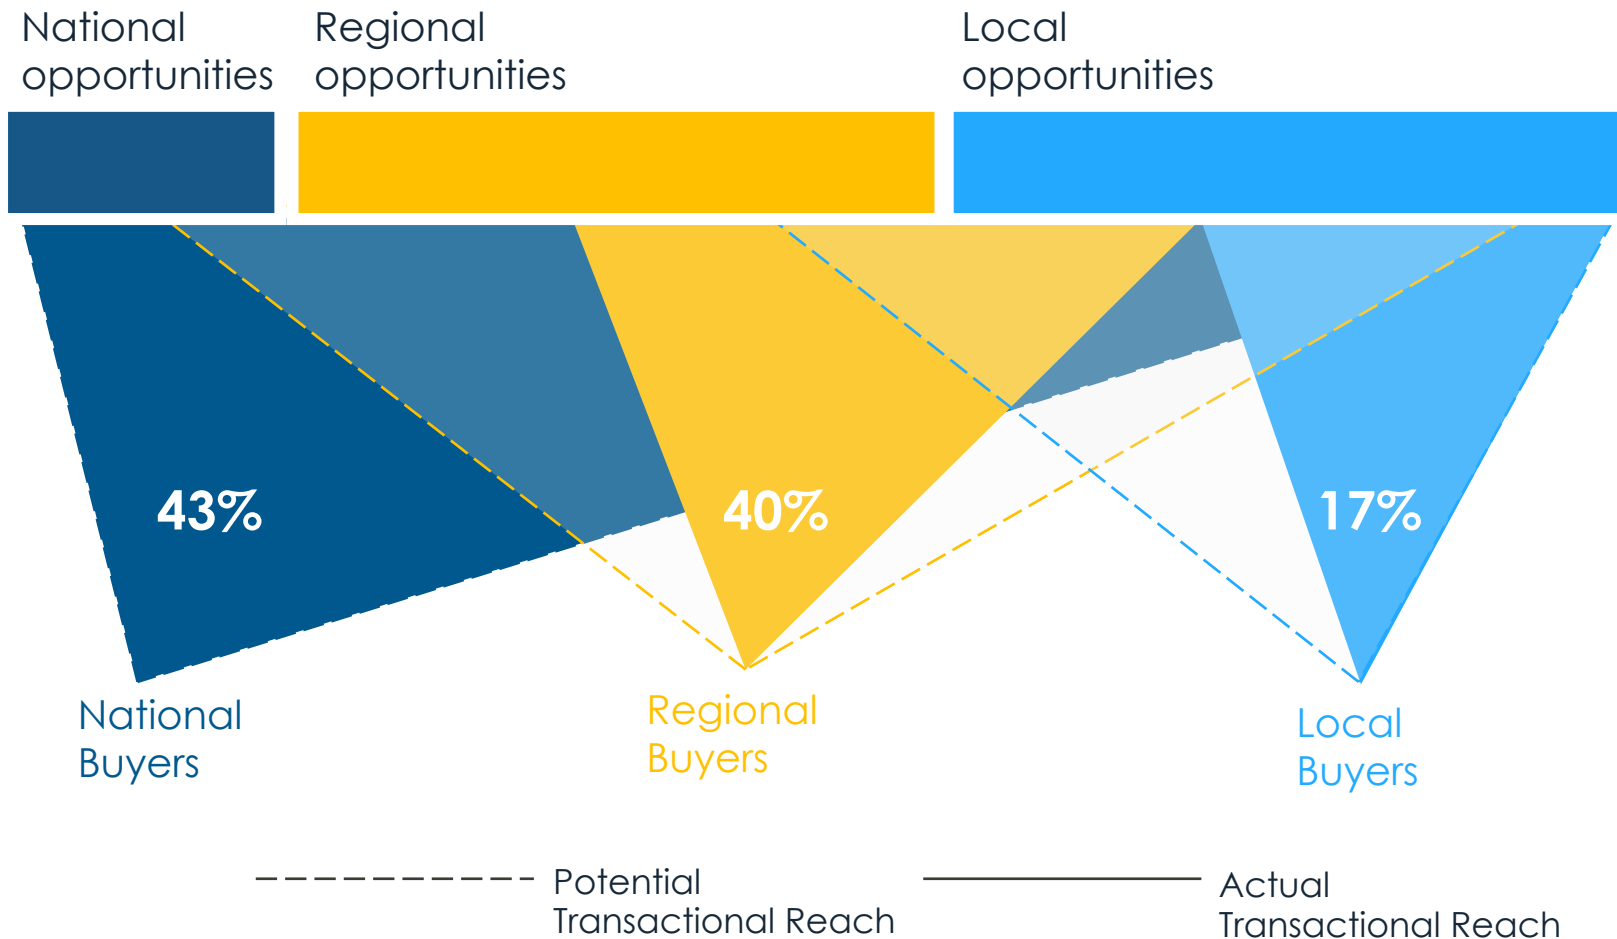 National
opportunities
Regional
opportunities
Local
opportunities
43%
40%
17%
National
Buyers
Regional
Buyers
Local
Buyers
Potential
Transactional Reach
Actual
Transactional Reach